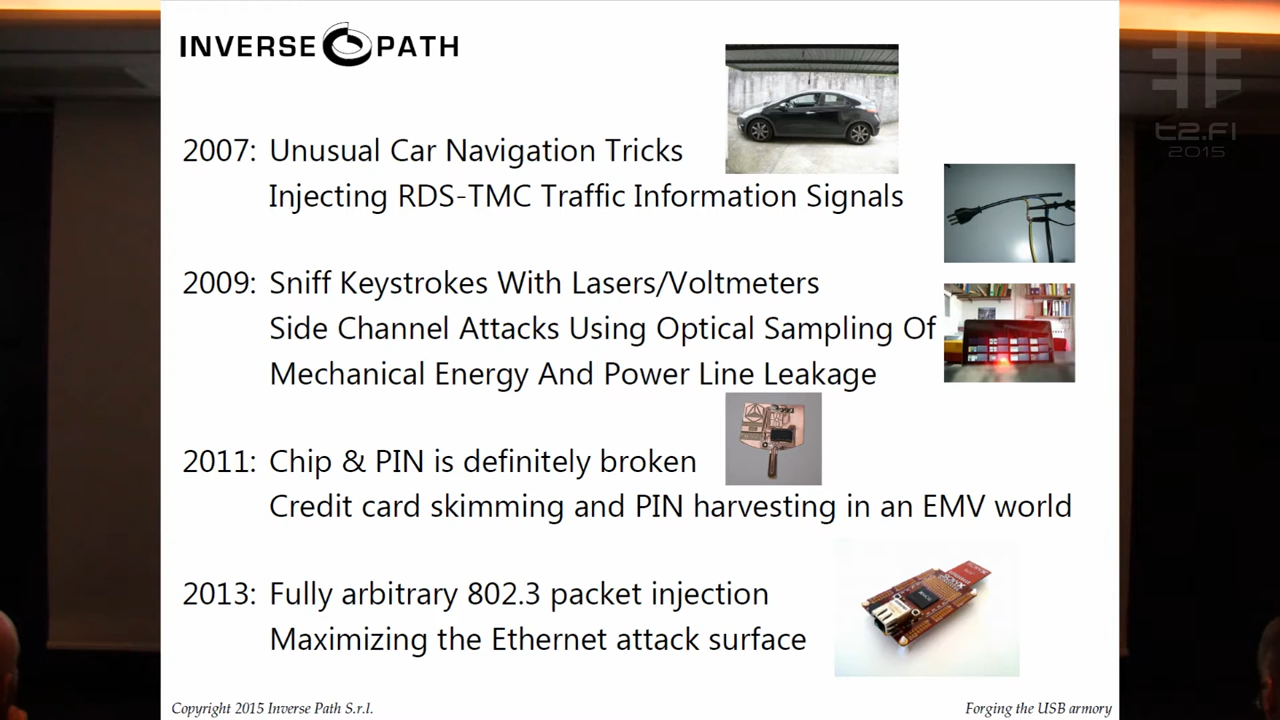 INVERSE PATH
t2.FI
2015
2007: Unusual Car Navigation Tricks
Injecting RDS-TMC Traffic Information Signals
2009: Sniff Keystrokes With Lasers/Voltmeters
Side Channel Attacks Using Optical Sampling Of
Mechanical Energy And Power Line Leakage
2011: Chip & PIN is definitely broken
Credit card skimming and PIN harvesting in an EMV world
2013: Fully arbitrary 802.3 packet injection
Maximizing the Ethernet attack surface
Copyright 2015 Inverse Path S.r.l.
Forging the USB armory